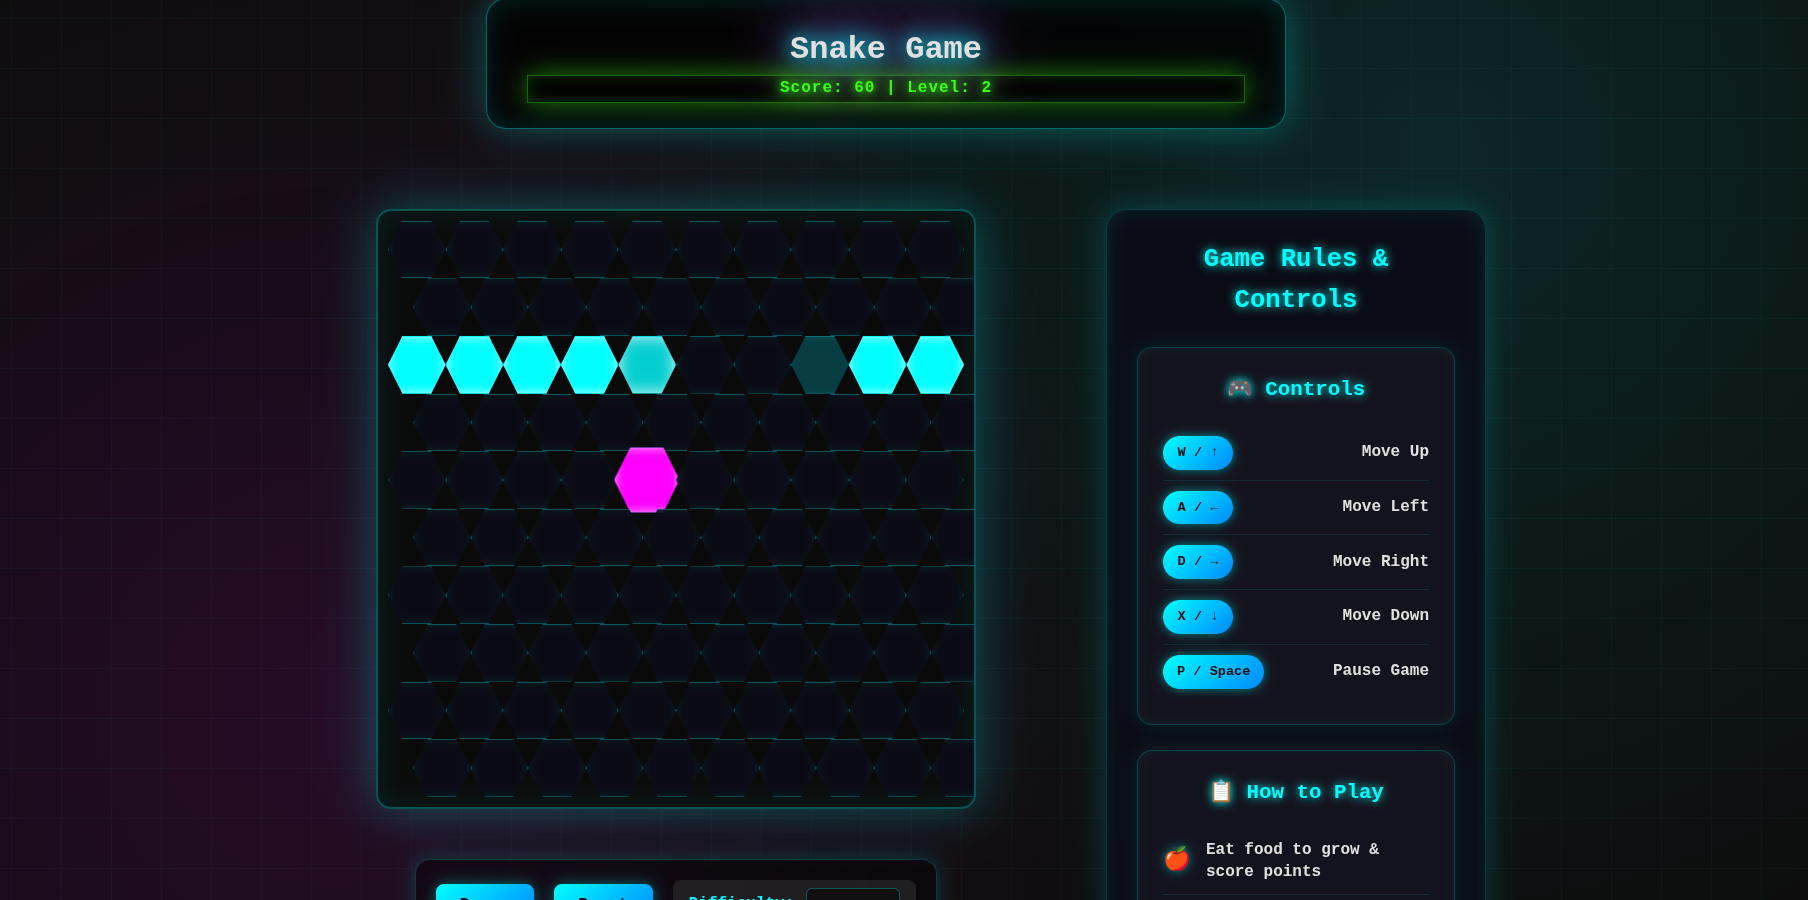 Snake Game
Score: 60 | Level: 2
Game Rules &
Controls
🎮 Controls
W / ↑ Move Up
A / ← Move Left
D / → Move Right
X / ↓ Move Down
P / Space Pause Game
📋 How to Play
🍎 Eat food to grow &
score points